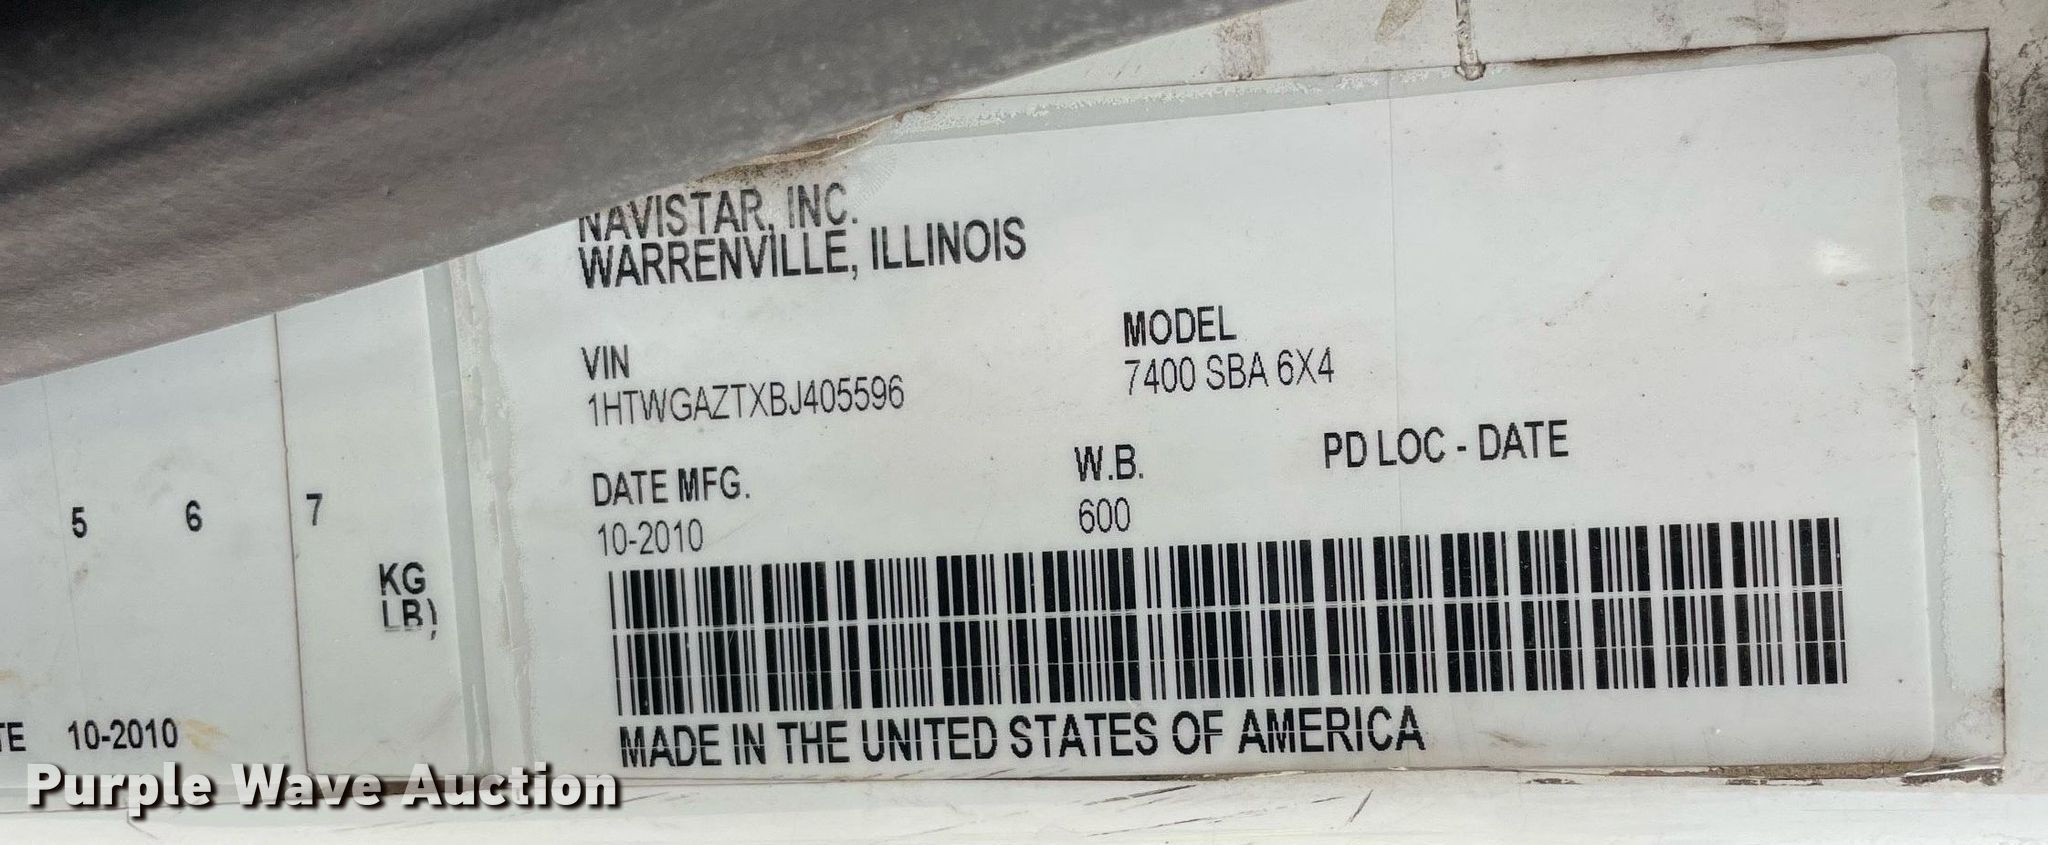 NAVISTAR, INC.
WARRENVILLE, ILLINOIS
VIN
1HTWGAZTXBJ405596
MODEL
7400 SBA 6X4
DATE MFG.
10-2010
W.B.
600
PD LOC - DATE
MADE IN THE UNITED STATES OF AMERICA
5 6 7
KG
LB)
TE 10-2010
Purple Wave Auction